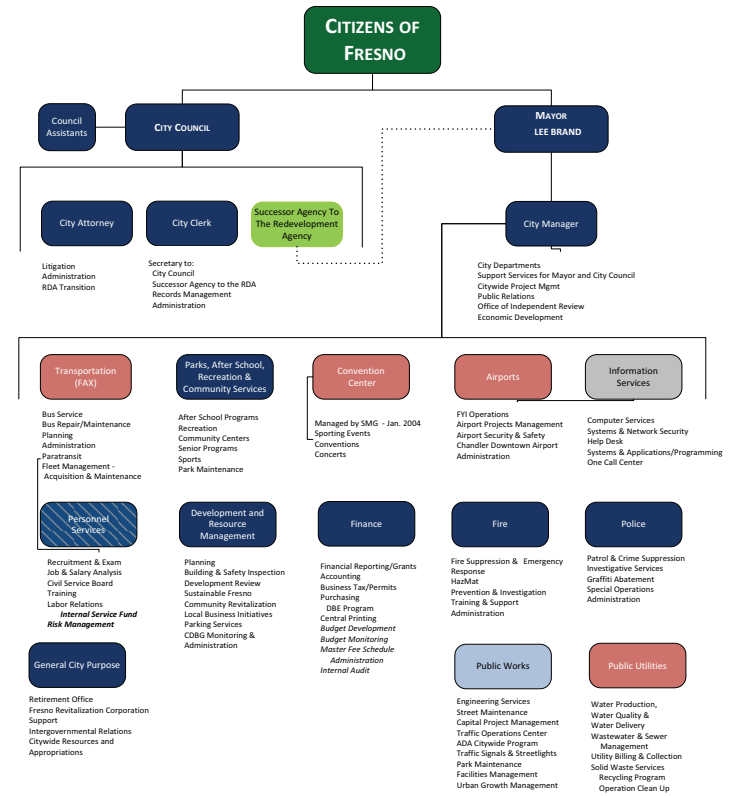 CITIZENS OF
FRESNO
Council
Assistants
CITY COUNCIL
MAYOR
LEE BRAND
City Attorney
City Clerk
Successor Agency To
The Redevelopment
Agency
City Manager
Litigation
Administration
RDA Transition
Secretary to:
City Council
Successor Agency to the RDA
Records Management
Administration
City Departments
Support Services for Mayor and City Council
Citywide Project Mgmt
Public Relations
Office of Independent Review
Economic Development
Transportation
(FAX)
Parks, After School,
Recreation &
Community Services
Convention
Center
Airports
Information
Services
Bus Service
Bus Repair/Maintenance
Planning
Administration
Paratransit
Fleet Management -
Acquisition & Maintenance
After School Programs
Recreation
Community Centers
Senior Programs
Sports
Park Maintenance
Managed by SMG - Jan. 2004
Sporting Events
Conventions
Concerts
FYI Operations
Airport Projects Management
Airport Security & Safety
Chandler Downtown Airport
Administration
Computer Services
Systems & Network Security
Help Desk
Systems & Applications/Programming
One Call Center
Personnel
Services
Development and
Resource
Management
Finance
Fire
Police
Recruitment & Exam
Job & Salary Analysis
Civil Service Board
Training
Labor Relations
Internal Service Fund
Risk Management
Planning
Building & Safety Inspection
Development Review
Sustainable Fresno
Community Revitalization
Local Business Initiatives
Parking Services
CDBG Monitoring &
Administration
Financial Reporting/Grants
Accounting
Business Tax/Permits
Purchasing
DBE Program
Central Printing
Budget Development
Budget Monitoring
Master Fee Schedule
Administration
Internal Audit
Fire Suppression & Emergency
Response
HazMat
Prevention & Investigation
Training & Support
Administration
Patrol & Crime Suppression
Investigative Services
Graffiti Abatement
Special Operations
Administration
General City Purpose
Public Works
Public Utilities
Retirement Office
Fresno Revitalization Corporation
Support
Intergovernmental Relations
Citywide Resources and
Appropriations
Engineering Services
Street Maintenance
Capital Project Management
Traffic Operations Center
ADA Citywide Program
Traffic Signals & Streetlights
Park Maintenance
Facilities Management
Urban Growth Management
Water Production,
Water Quality &
Water Delivery
Wastewater & Sewer
Management
Utility Billing & Collection
Solid Waste Services
Recycling Program
Operation Clean Up